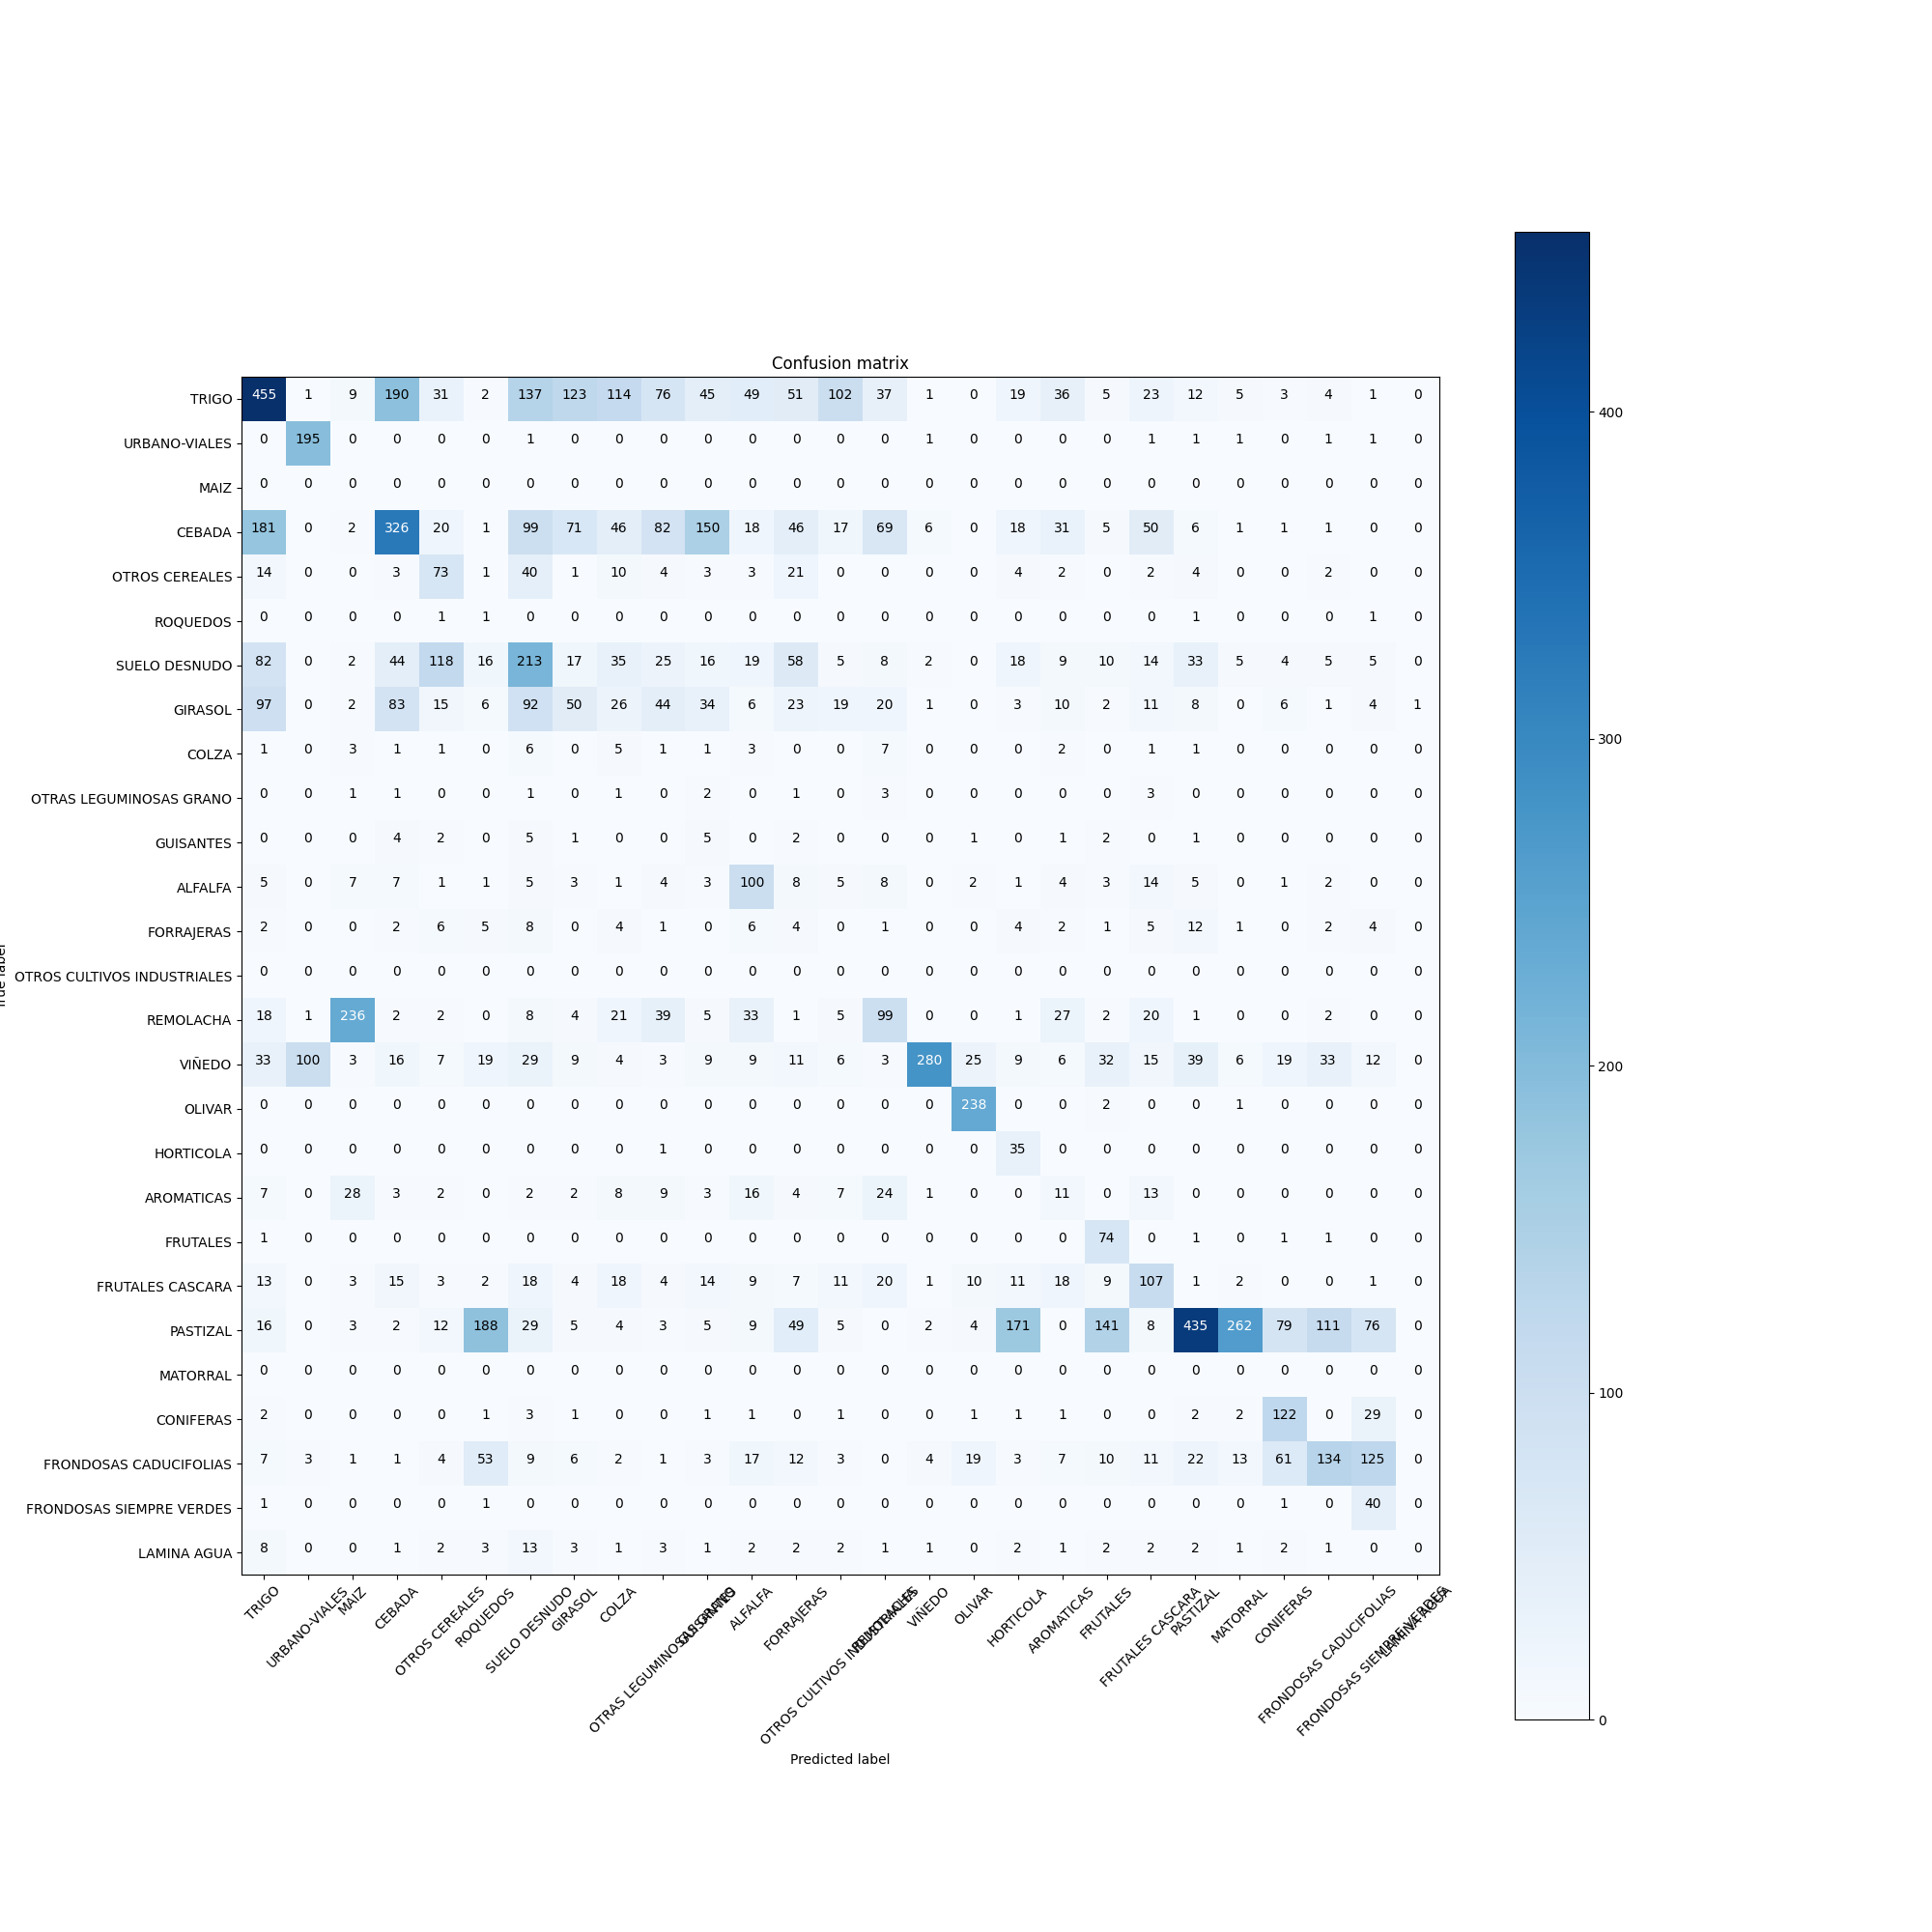 Confusion matrix
TRIGO 455 1 9 190 31 2 137 123 114 76 45 49 51 102 37 1 0 19 36 5 23 12 5 3 4 1 0
URBANO-VIALES 0 195 0 0 0 0 1 0 0 0 0 0 0 0 0 1 0 0 0 0 1 1 1 0 1 1 0
MAIZ 0 0 0 0 0 0 0 0 0 0 0 0 0 0 0 0 0 0 0 0 0 0 0 0 0 0 0
CEBADA 181 0 2 326 20 1 99 71 46 82 150 18 46 17 69 6 0 18 31 5 50 6 1 1 1 0 0
OTROS CEREALES 14 0 0 3 73 1 40 1 10 4 3 3 21 0 0 0 0 4 2 0 2 4 0 0 2 0 0
ROQUEDOS 0 0 0 0 1 1 0 0 0 0 0 0 0 0 0 0 0 0 0 0 0 1 0 0 0 1 0
SUELO DESNUDO 82 0 2 44 118 16 213 17 35 25 16 19 58 5 8 2 0 18 9 10 14 33 5 4 5 5 0
GIRASOL 97 0 2 83 15 6 92 50 26 44 34 6 23 19 20 1 0 3 10 2 11 8 0 6 1 4 1
COLZA 1 0 3 1 1 0 6 0 5 1 1 3 0 0 7 0 0 0 2 0 1 1 0 0 0 0 0
OTRAS LEGUMINOSAS GRANO 0 0 1 1 0 0 1 0 1 0 2 0 1 0 3 0 0 0 0 0 3 0 0 0 0 0 0
GUISANTES 0 0 0 4 2 0 5 1 0 0 5 0 2 0 0 0 1 0 1 2 0 1 0 0 0 0 0
ALFALFA 5 0 7 7 1 1 5 3 1 4 3 100 8 5 8 0 2 1 4 3 14 5 0 1 2 0 0
FORRAJERAS 2 0 0 2 6 5 8 0 4 1 0 6 4 0 1 0 0 4 2 1 5 12 1 0 2 4 0
OTROS CULTIVOS INDUSTRIALES 0 0 0 0 0 0 0 0 0 0 0 0 0 0 0 0 0 0 0 0 0 0 0 0 0 0 0
REMOLACHA 18 1 236 2 2 0 8 4 21 39 5 33 1 5 99 0 0 1 27 2 20 1 0 0 2 0 0
VIÑEDO 33 100 3 16 7 19 29 9 4 3 9 9 11 6 3 280 25 9 6 32 15 39 6 19 33 12 0
OLIVAR 0 0 0 0 0 0 0 0 0 0 0 0 0 0 0 0 238 0 0 2 0 0 1 0 0 0 0
HORTICOLA 0 0 0 0 0 0 0 0 0 1 0 0 0 0 0 0 0 35 0 0 0 0 0 0 0 0 0
AROMATICAS 7 0 28 3 2 0 2 2 8 9 3 16 4 7 24 1 0 0 11 0 13 0 0 0 0 0 0
FRUTALES 1 0 0 0 0 0 0 0 0 0 0 0 0 0 0 0 0 0 0 74 0 1 0 1 1 0 0
FRUTALES CASCARA 13 0 3 15 3 2 18 4 18 4 14 9 7 11 20 1 10 11 18 9 107 1 2 0 0 1 0
PASTIZAL 16 0 3 2 12 188 29 5 4 3 5 9 49 5 0 2 4 171 0 141 8 435 262 79 111 76 0
MATORRAL 0 0 0 0 0 0 0 0 0 0 0 0 0 0 0 0 0 0 0 0 0 0 0 0 0 0 0
CONIFERAS 2 0 0 0 1 0 3 1 0 0 1 1 0 1 0 0 1 1 1 0 0 2 2 122 0 29 0
FRONDOSAS CADUCIFOLIAS 7 3 1 1 4 53 9 6 2 1 3 17 12 3 0 4 19 3 7 10 11 22 13 61 134 125 0
FRONDOSAS SIEMPRE VERDES 1 0 0 0 0 1 0 0 0 0 0 0 0 0 0 0 0 0 0 0 0 0 0 1 0 40 0
LAMINA AGUA 8 0 0 1 2 3 13 3 1 3 1 2 2 2 1 1 0 2 1 2 2 2 1 2 1 0 0
TRIGO
URBANO-VIALES
MAIZ
CEBADA
OTROS CEREALES
ROQUEDOS
SUELO DESNUDO
GIRASOL
COLZA
OTRAS LEGUMINOSAS GRANO
GUISANTES
ALFALFA
FORRAJERAS
OTROS CULTIVOS INDUSTRIALES
REMOLACHA
VIÑEDO
OLIVAR
HORTICOLA
AROMATICAS
FRUTALES
FRUTALES CASCARA
PASTIZAL
MATORRAL
CONIFERAS
FRONDOSAS CADUCIFOLIAS
FRONDOSAS SIEMPRE VERDES
LAMINA AGUA
Predicted label
400
300
200
100
0